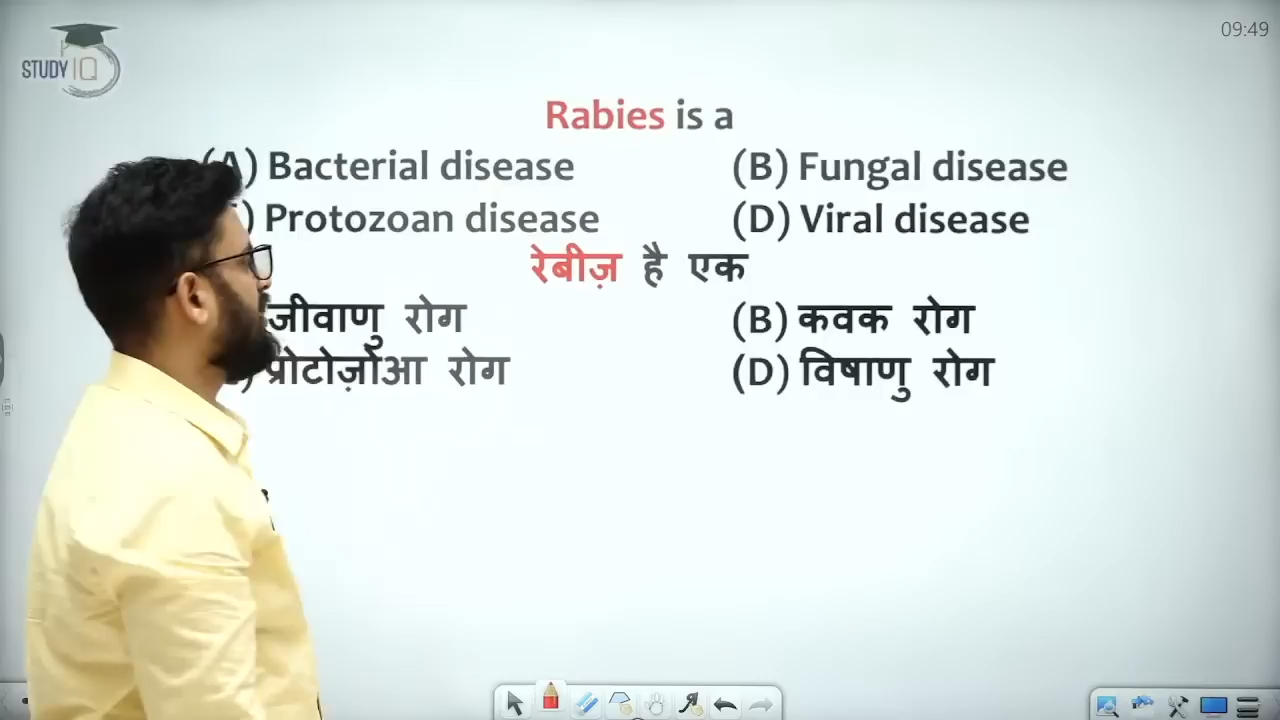 09:49
STUDY IQ
Rabies is a
(A) Bacterial disease (B) Fungal disease
) Protozoan disease (D) Viral disease
रेबीज़ है एक
जीवाणु रोग (B) कवक रोग
) प्रोटोज़ोआ रोग (D) विषाणु रोग